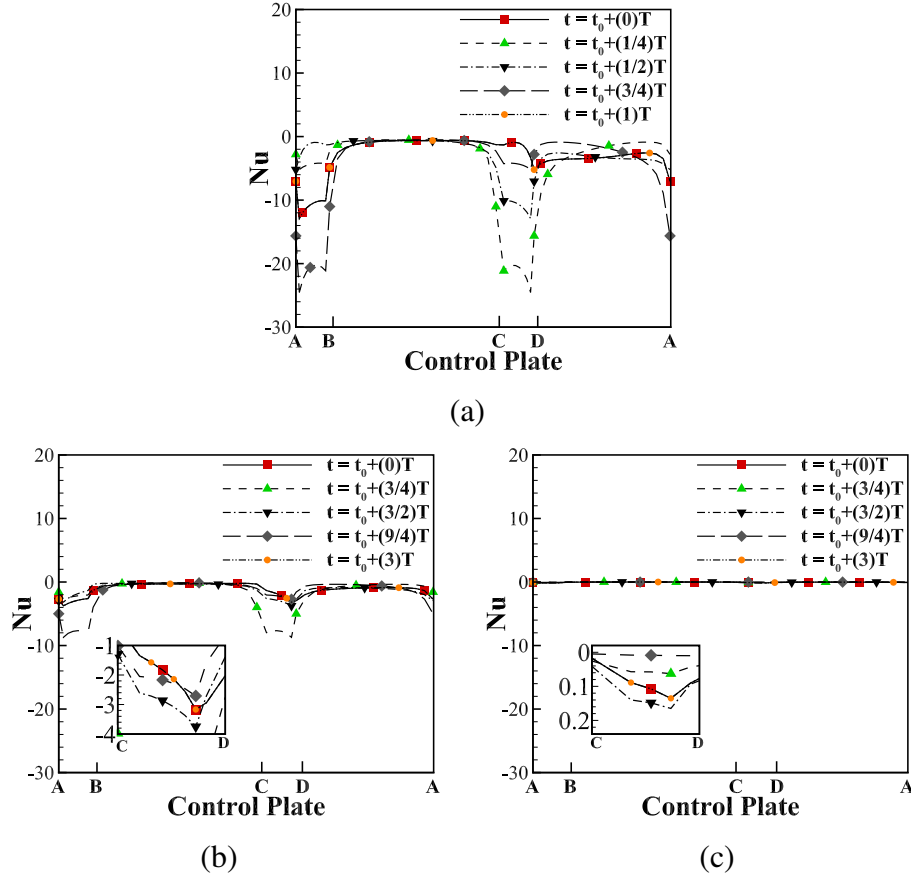 20
10
0
-10
-20
-30
Nu
t = t₀+(0)T
t = t₀+(1/4)T
t = t₀+(1/2)T
t = t₀+(3/4)T
t = t₀+(1)T
A B C D A
Control Plate
(a)
20
10
0
-10
-20
-30
Nu
t = t₀+(0)T
t = t₀+(3/4)T
t = t₀+(3/2)T
t = t₀+(9/4)T
t = t₀+(3)T
-1
-2
-3
-4
C D
A B C D A
Control Plate
(b)
20
10
0
-10
-20
-30
Nu
t = t₀+(0)T
t = t₀+(3/4)T
t = t₀+(3/2)T
t = t₀+(9/4)T
t = t₀+(3)T
0
0.1
0.2
C D
A B C D A
Control Plate
(c)